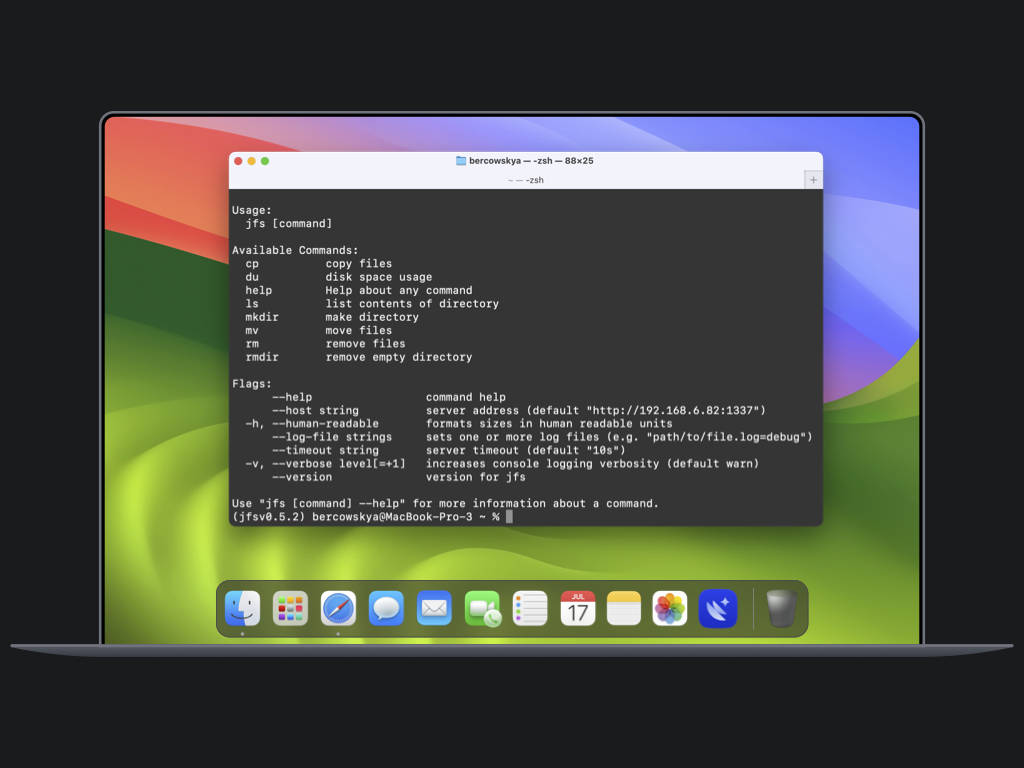 bercowskya — -zsh — 88×25
~ — -zsh
+
Usage:
  jfs [command]
Available Commands:
  cp          copy files
  du          disk space usage
  help        Help about any command
  ls          list contents of directory
  mkdir       make directory
  mv          move files
  rm          remove files
  rmdir       remove empty directory
Flags:
      --help                 command help
      --host string          server address (default "http://192.168.6.82:1337")
  -h, --human-readable       formats sizes in human readable units
      --log-file strings     sets one or more log files (e.g. "path/to/file.log=debug")
      --timeout string       server timeout (default "10s")
  -v, --verbose level[=+1]   increases console logging verbosity (default warn)
      --version              version for jfs
Use "jfs [command] --help" for more information about a command.
(jfsv0.5.2) bercowskya@MacBook-Pro-3 ~ %
JUL
17